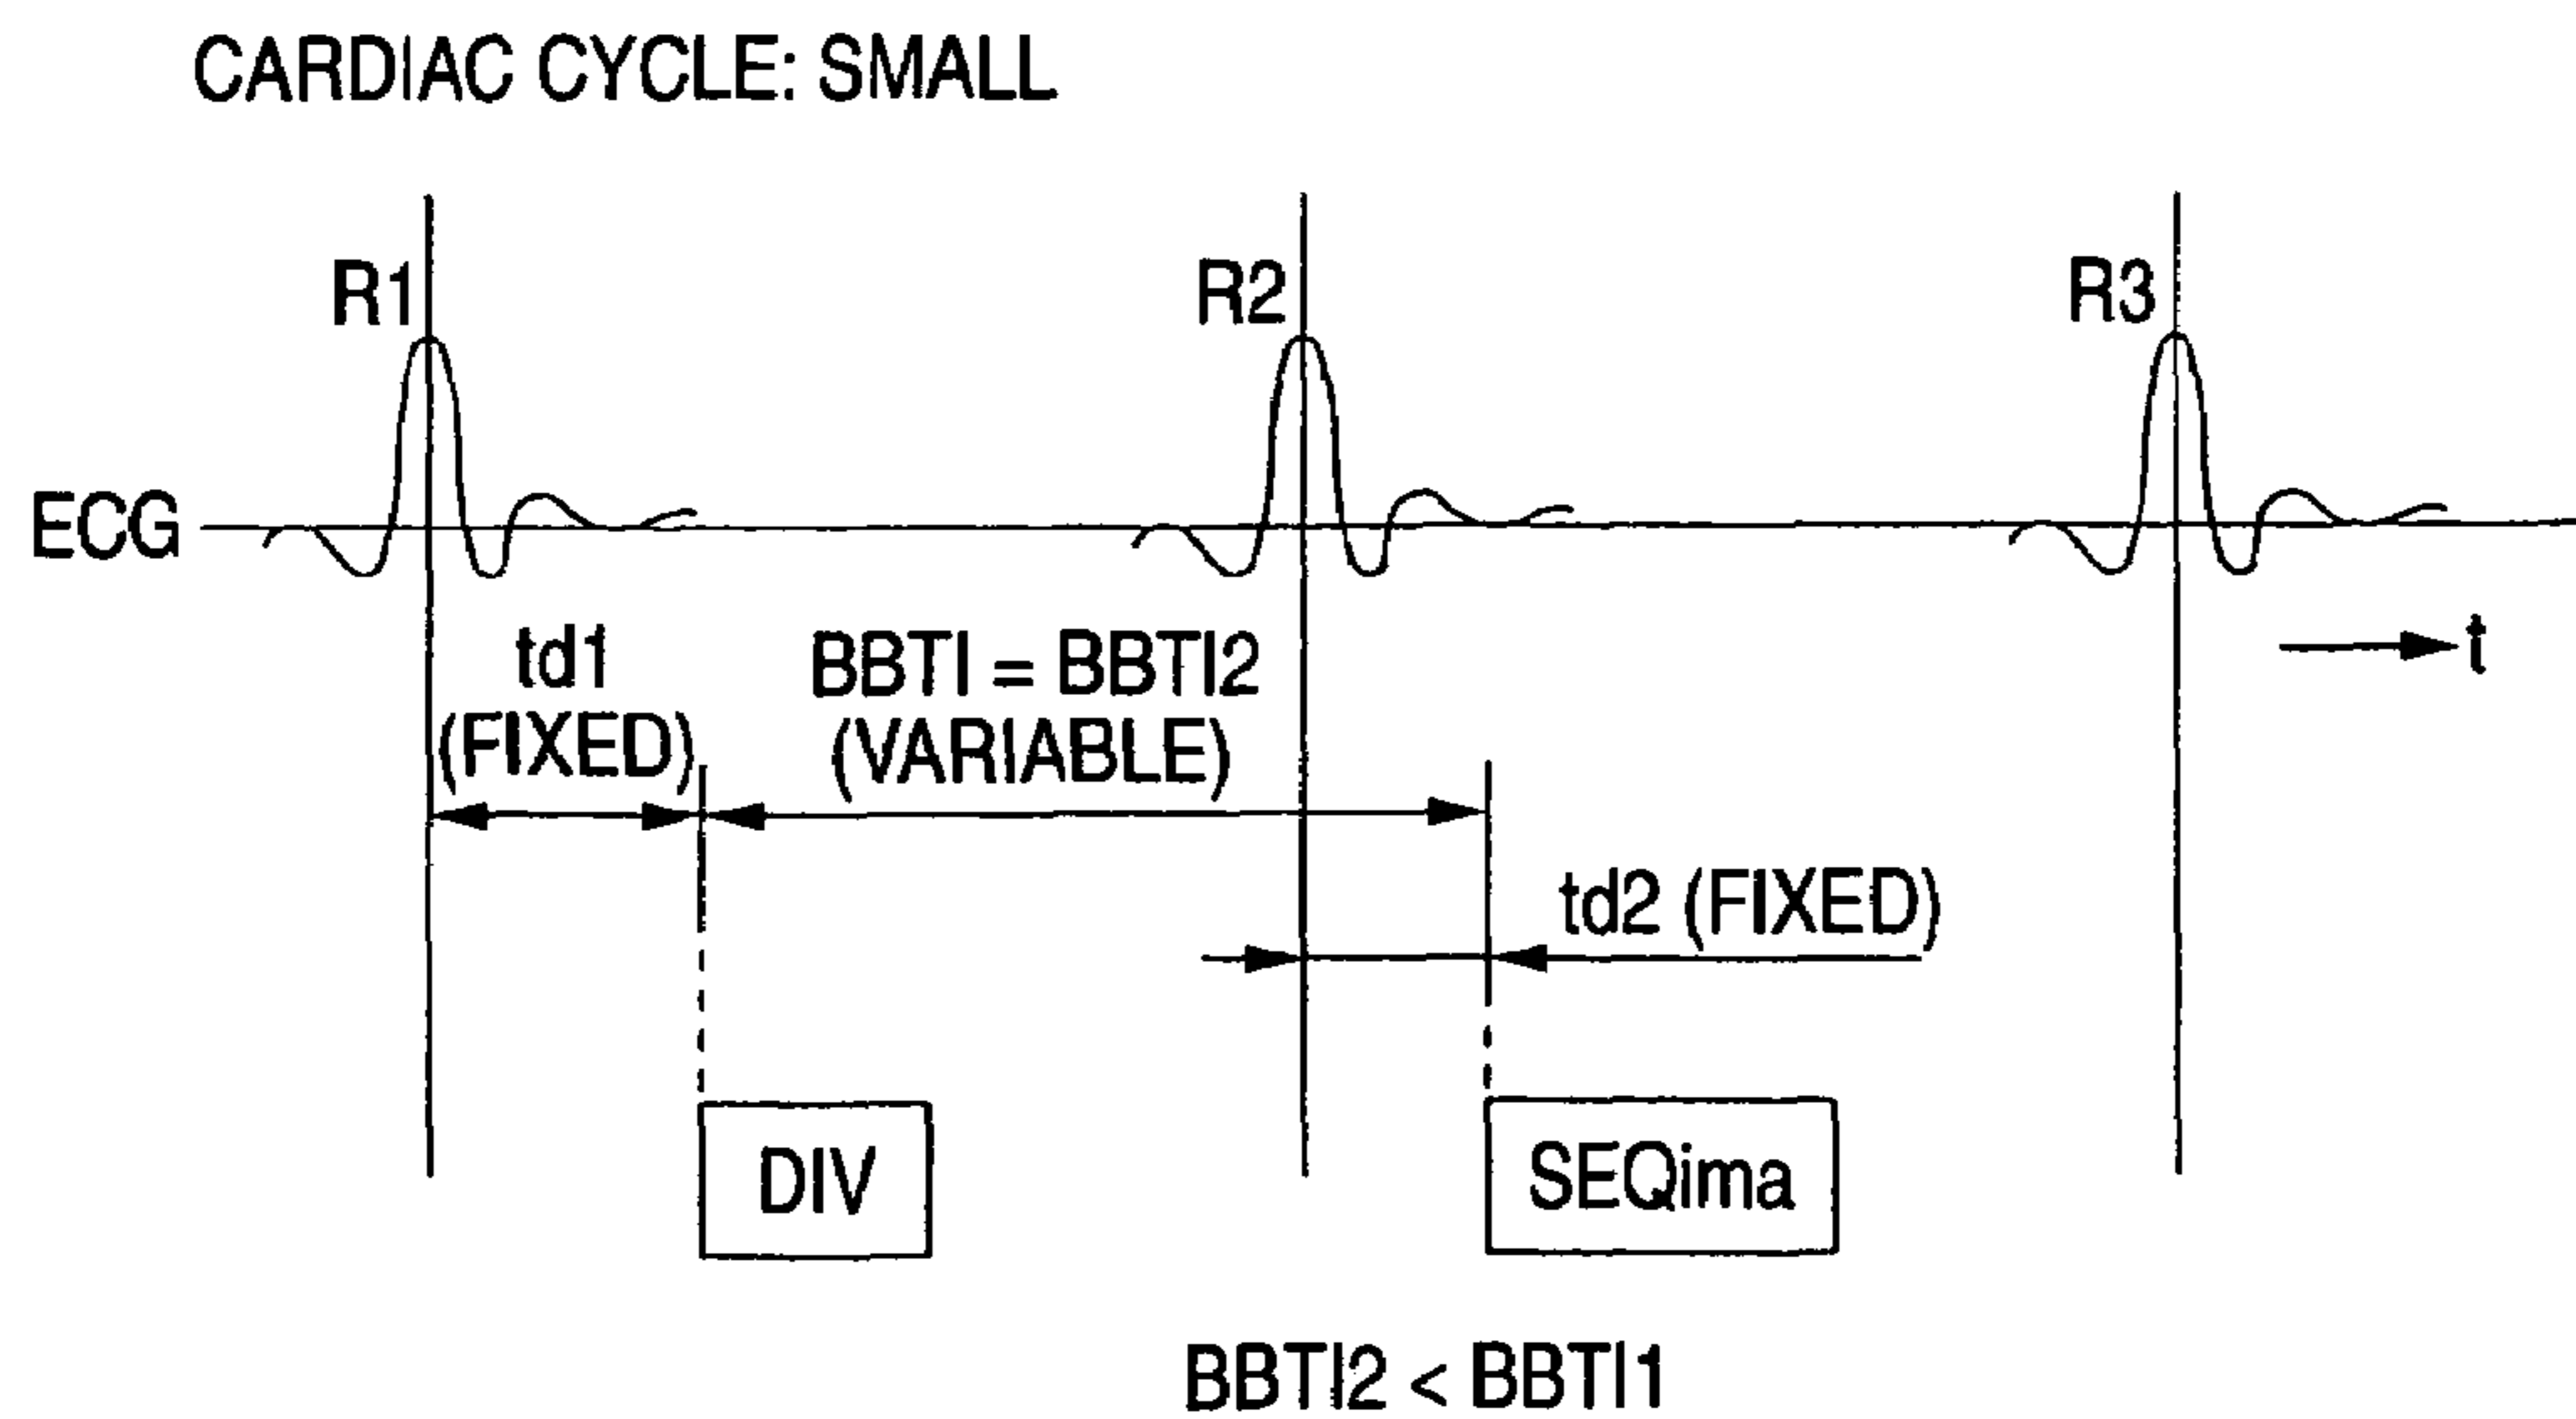 CARDIAC CYCLE: SMALL
R1
R2
R3
ECG
t
td1
(FIXED)
BBTI = BBTI2
(VARIABLE)
td2 (FIXED)
DIV
SEQima
BBTI2 < BBTI1